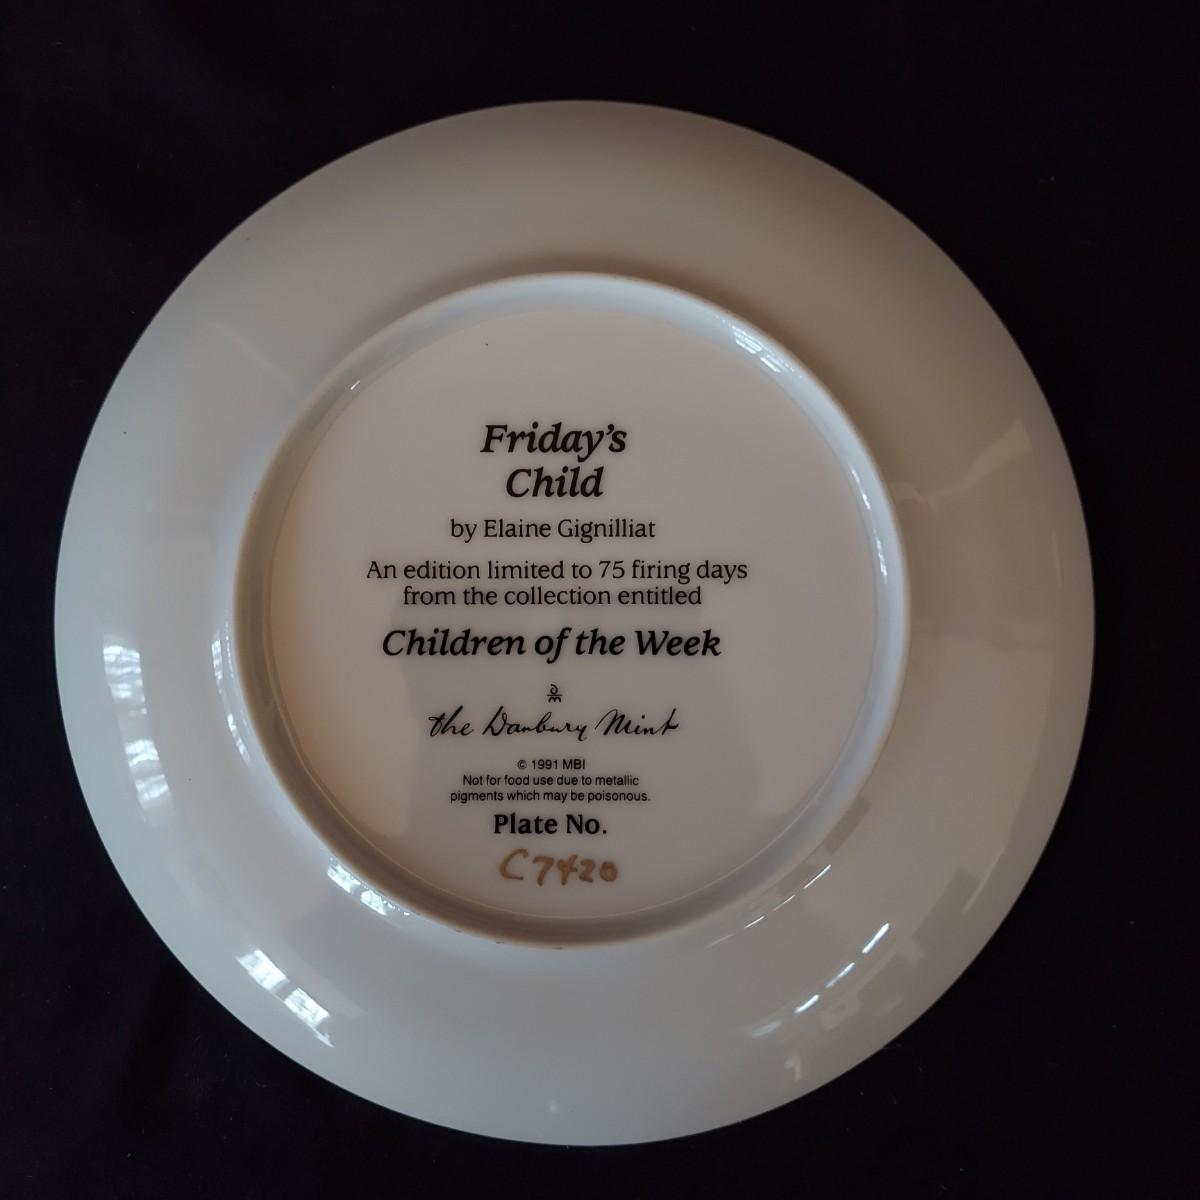 Friday's
Child
by Elaine Gignilliat
An edition limited to 75 firing days
from the collection entitled
Children of the Week
the Danbury Mint
© 1991 MBI
Not for food use due to metallic
pigments which may be poisonous.
Plate No.
C7420